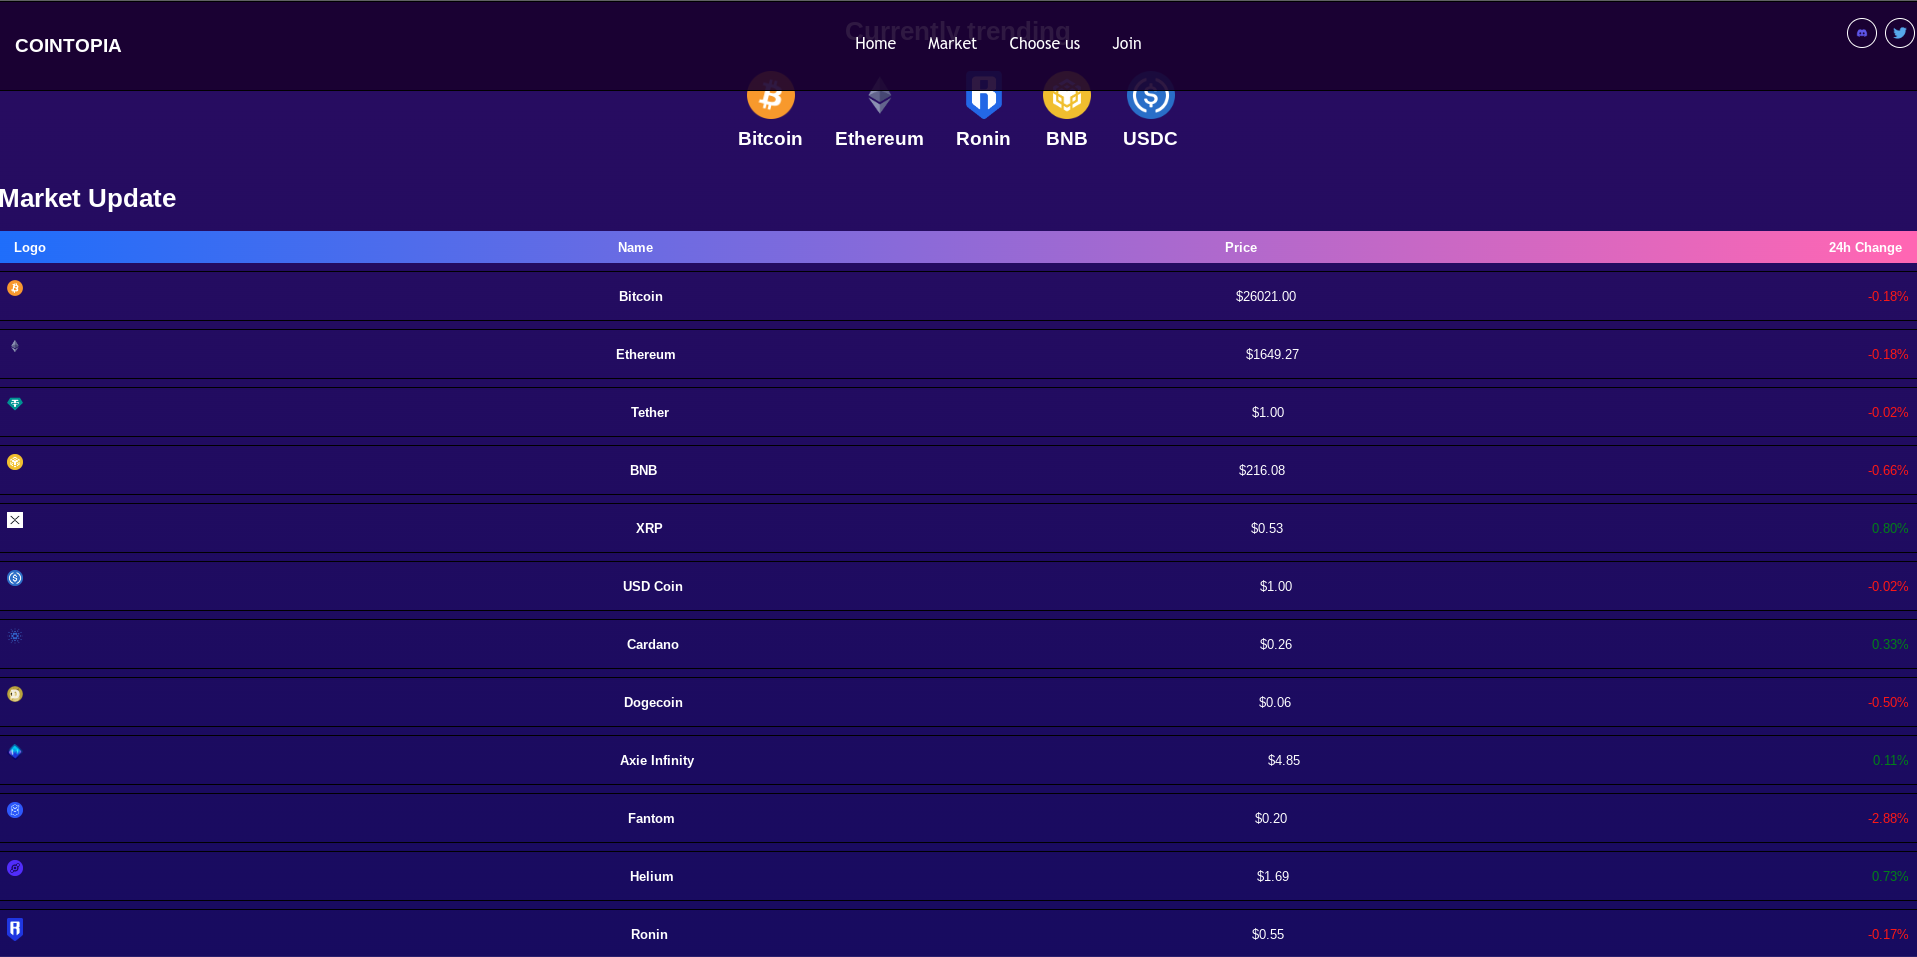 Currently trending
COINTOPIA
Home Market Choose us Join
Bitcoin Ethereum Ronin BNB USDC
Market Update
Logo Name Price 24h Change
Bitcoin $26021.00 -0.18%
Ethereum $1649.27 -0.18%
Tether $1.00 -0.02%
BNB $216.08 -0.66%
XRP $0.53 0.80%
USD Coin $1.00 -0.02%
Cardano $0.26 0.33%
Dogecoin $0.06 -0.50%
Axie Infinity $4.85 0.11%
Fantom $0.20 -2.88%
Helium $1.69 0.73%
Ronin $0.55 -0.17%